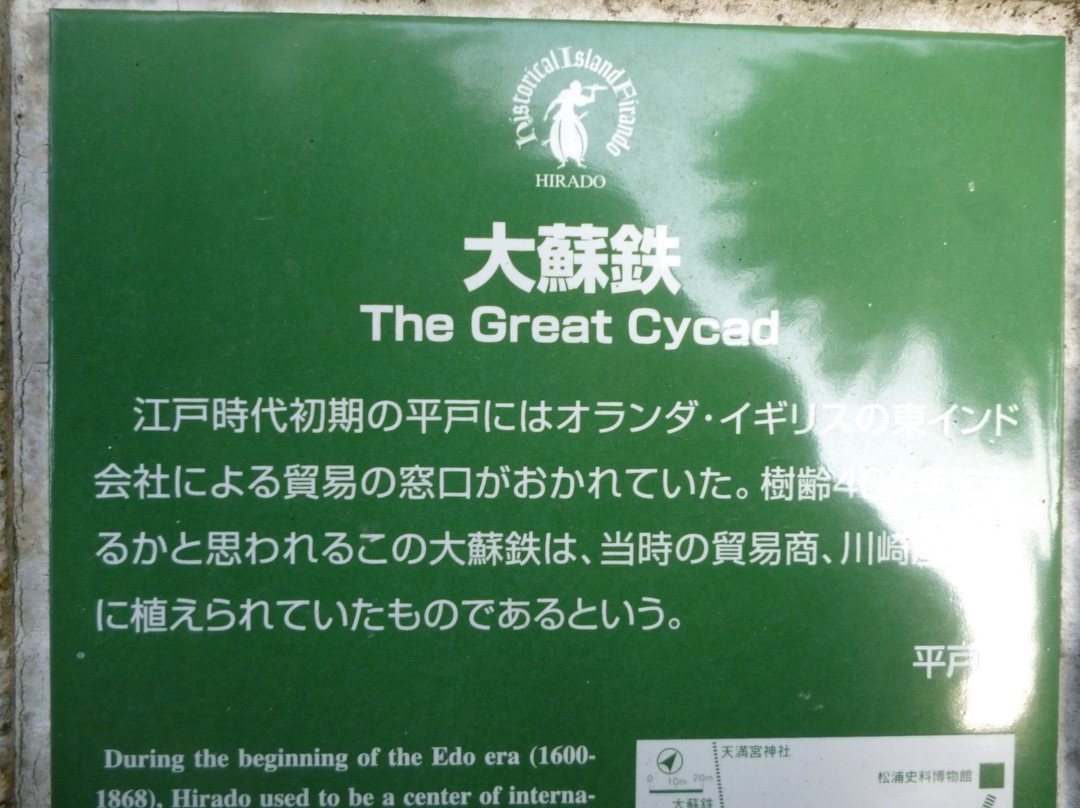 Historical Island Firando
HIRADO
大蘇鉄
The Great Cycad
江戸時代初期の平戸にはオランダ・イギリスの東インド
会社による貿易の窓口がおかれていた。樹齢4
るかと思われるこの大蘇鉄は、当時の貿易商、川崎
に植えられていたものであるという。
平戸
During the beginning of the Edo era (1600-
1868), Hirado used to be a center of interna-
天満宮神社
松浦史料博物館
0 10m 20m
大蘇鉄